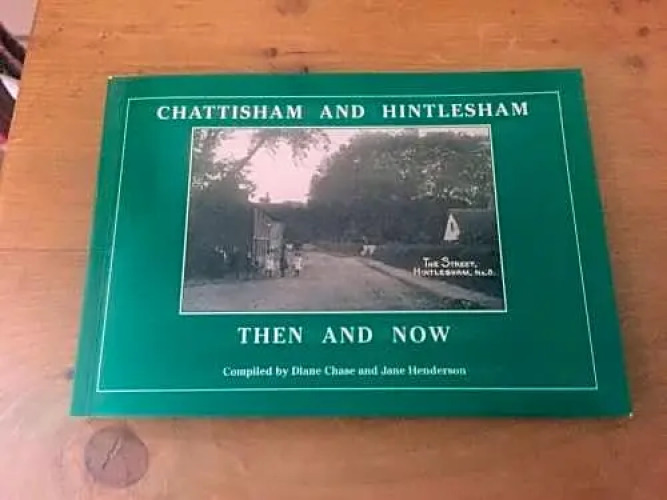 CHATTISHAM AND HINTLESHAM
THE STREET,
HINTLESHAM, No.8.
THEN AND NOW
Compiled by Diane Chase and Jane Henderson